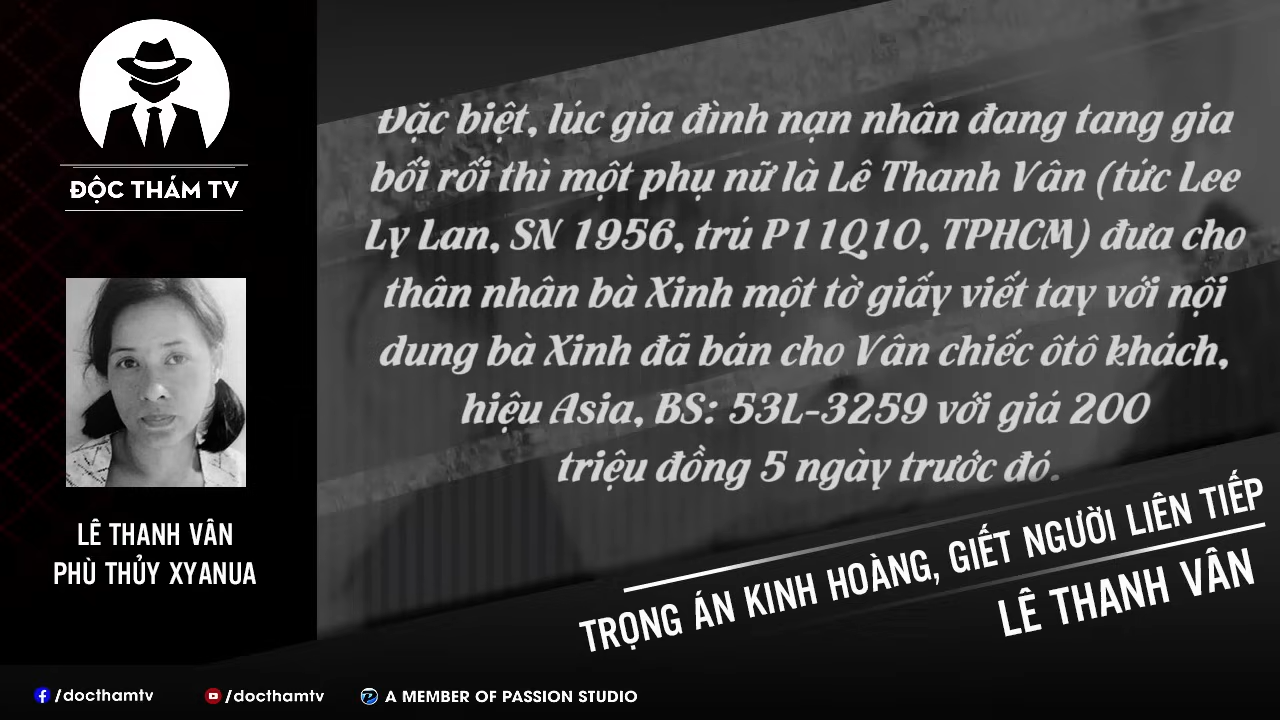 ĐỘC THÁM TV
LÊ THANH VÂN
PHÙ THỦY XYANUA
Đặc biệt, lúc gia đình nạn nhân đang tang gia
bối rối thì một phụ nữ là Lê Thanh Vân (tức Lee
Ly Lan, SN 1956, trú P11Q10, TPHCM) đưa cho
thân nhân bà Xinh một tờ giấy viết tay với nội
dung bà Xinh đã bán cho Vân chiếc ôtô khách,
hiệu Asia, BS: 53L-3259 với giá 200
triệu đồng 5 ngày trước đó.
TRỌNG ÁN KINH HOÀNG, GIẾT NGƯỜI LIÊN TIẾP
LÊ THANH VÂN
/docthamtv
/docthamtv
A MEMBER OF PASSION STUDIO